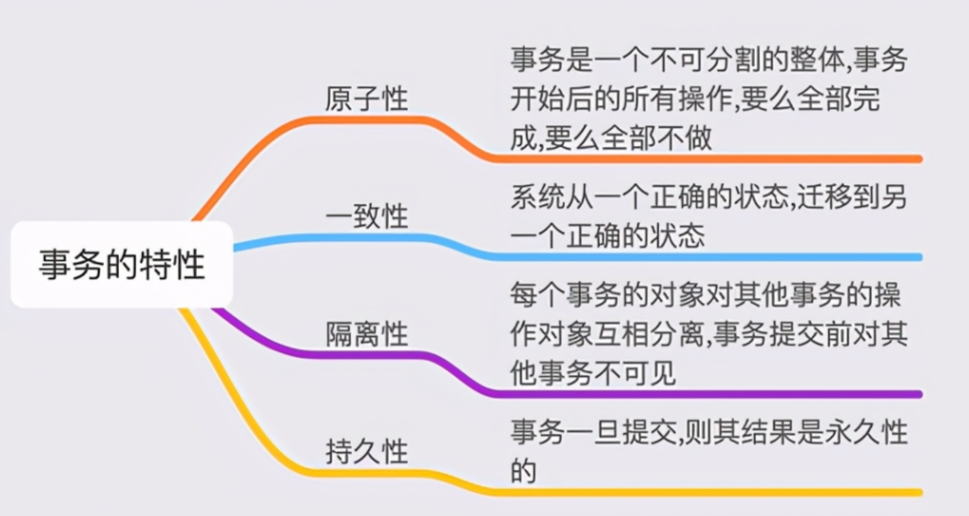 事务的特性
原子性
事务是一个不可分割的整体,事务
开始后的所有操作,要么全部完
成,要么全部不做
一致性
系统从一个正确的状态,迁移到另
一个正确的状态
隔离性
每个事务的对象对其他事务的操
作对象互相分离,事务提交前对其
他事务不可见
持久性
事务一旦提交,则其结果是永久性
的